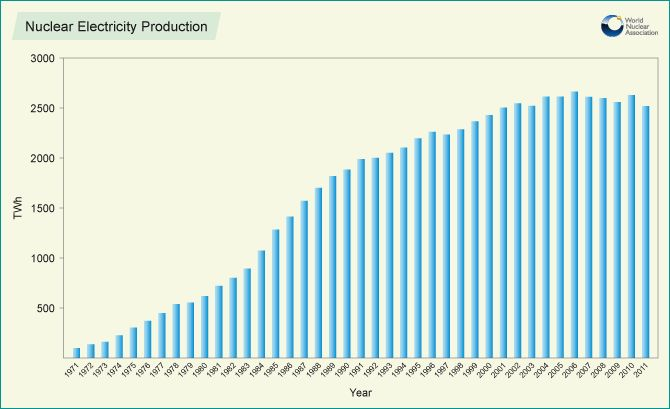 Nuclear Electricity Production
World
Nuclear
Association
3000
2500
2000
1500
1000
500
TWh
1971 1972 1973 1974 1975 1976 1977 1978 1979 1980 1981 1982 1983 1984 1985 1986 1987 1988 1989 1990 1991 1992 1993 1994 1995 1996 1997 1998 1999 2000 2001 2002 2003 2004 2005 2006 2007 2008 2009 2010 2011
Year